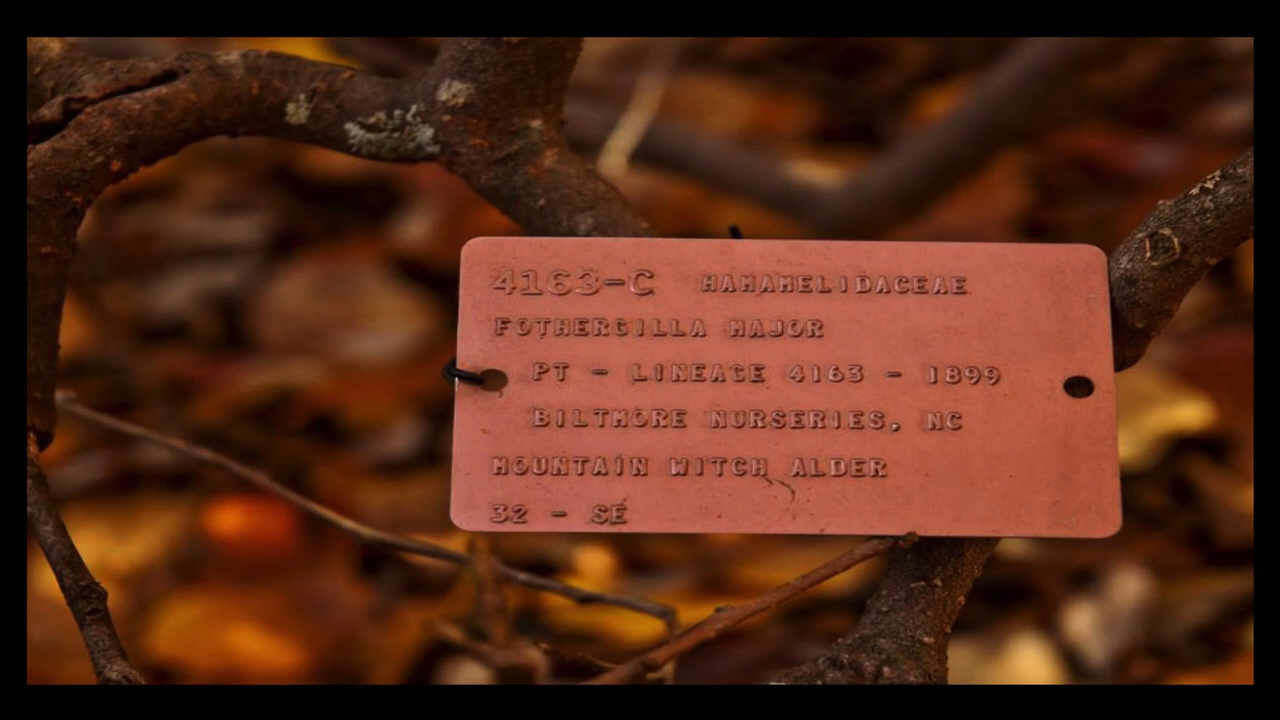 4163-C HAMAMELIDACEAE
FOTHERGILLA MAJOR
PT - LINEAGE 4163 - 1899
BILTMORE NURSERIES, NC
MOUNTAIN WITCH ALDER
32 - SE